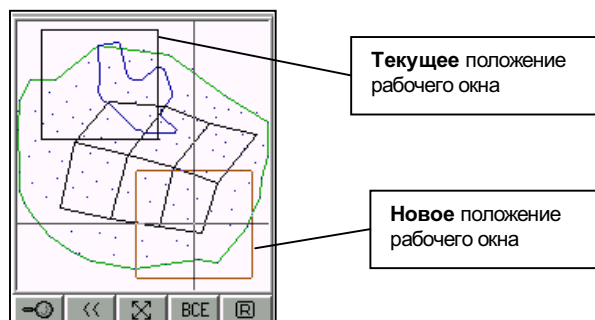 Текущее положение
рабочего окна
Новое положение
рабочего окна
<< ВСЕ R